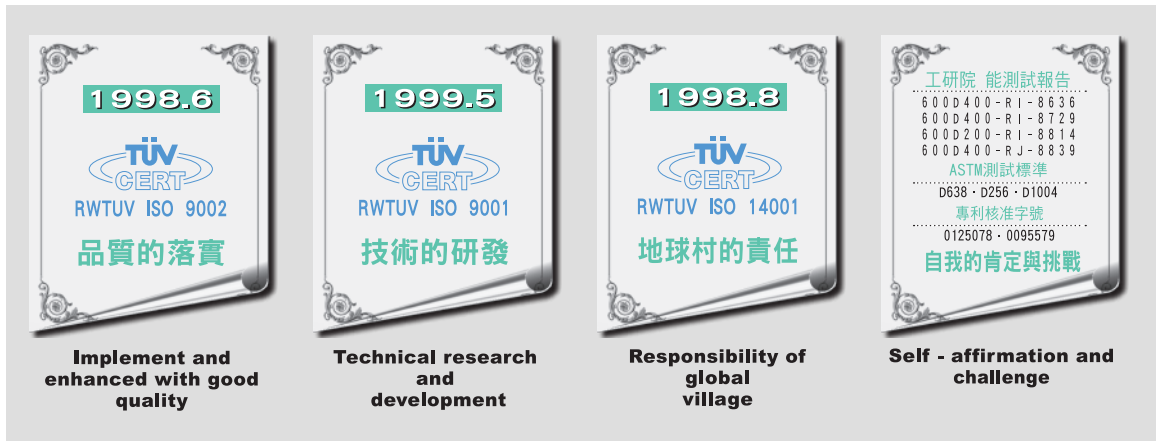 1998.6
TÜV
CERT
RWTUV ISO 9002
品質的落實
Implement and
enhanced with good
quality
1999.5
TÜV
CERT
RWTUV ISO 9001
技術的研發
Technical research
and
development
1998.8
TÜV
CERT
RWTUV ISO 14001
地球村的責任
Responsibility of
global
village
工研院 能測試報告
600D400-RI-8636
600D400-RI-8729
600D200-RI-8814
600D400-RJ-8839
ASTM測試標準
D638・D256・D1004
專利核准字號
0125078・0095579
自我的肯定與挑戰
Self - affirmation and
challenge